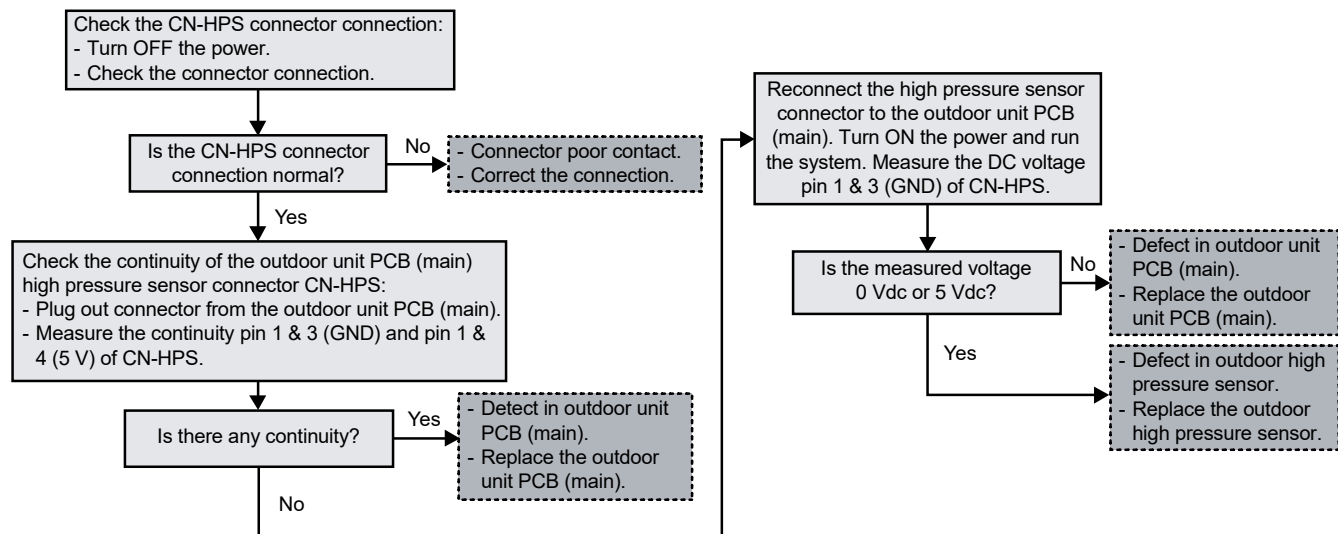 Check the CN-HPS connector connection:
- Turn OFF the power.
- Check the connector connection.
Is the CN-HPS connector
connection normal?
No
- Connector poor contact.
- Correct the connection.
Yes
Check the continuity of the outdoor unit PCB (main)
high pressure sensor connector CN-HPS:
- Plug out connector from the outdoor unit PCB (main).
- Measure the continuity pin 1 & 3 (GND) and pin 1 &
4 (5 V) of CN-HPS.
Is there any continuity?
Yes
- Detect in outdoor unit
PCB (main).
- Replace the outdoor
unit PCB (main).
No
Reconnect the high pressure sensor
connector to the outdoor unit PCB
(main). Turn ON the power and run
the system. Measure the DC voltage
pin 1 & 3 (GND) of CN-HPS.
Is the measured voltage
0 Vdc or 5 Vdc?
No
- Defect in outdoor unit
PCB (main).
- Replace the outdoor
unit PCB (main).
Yes
- Defect in outdoor high
pressure sensor.
- Replace the outdoor
high pressure sensor.